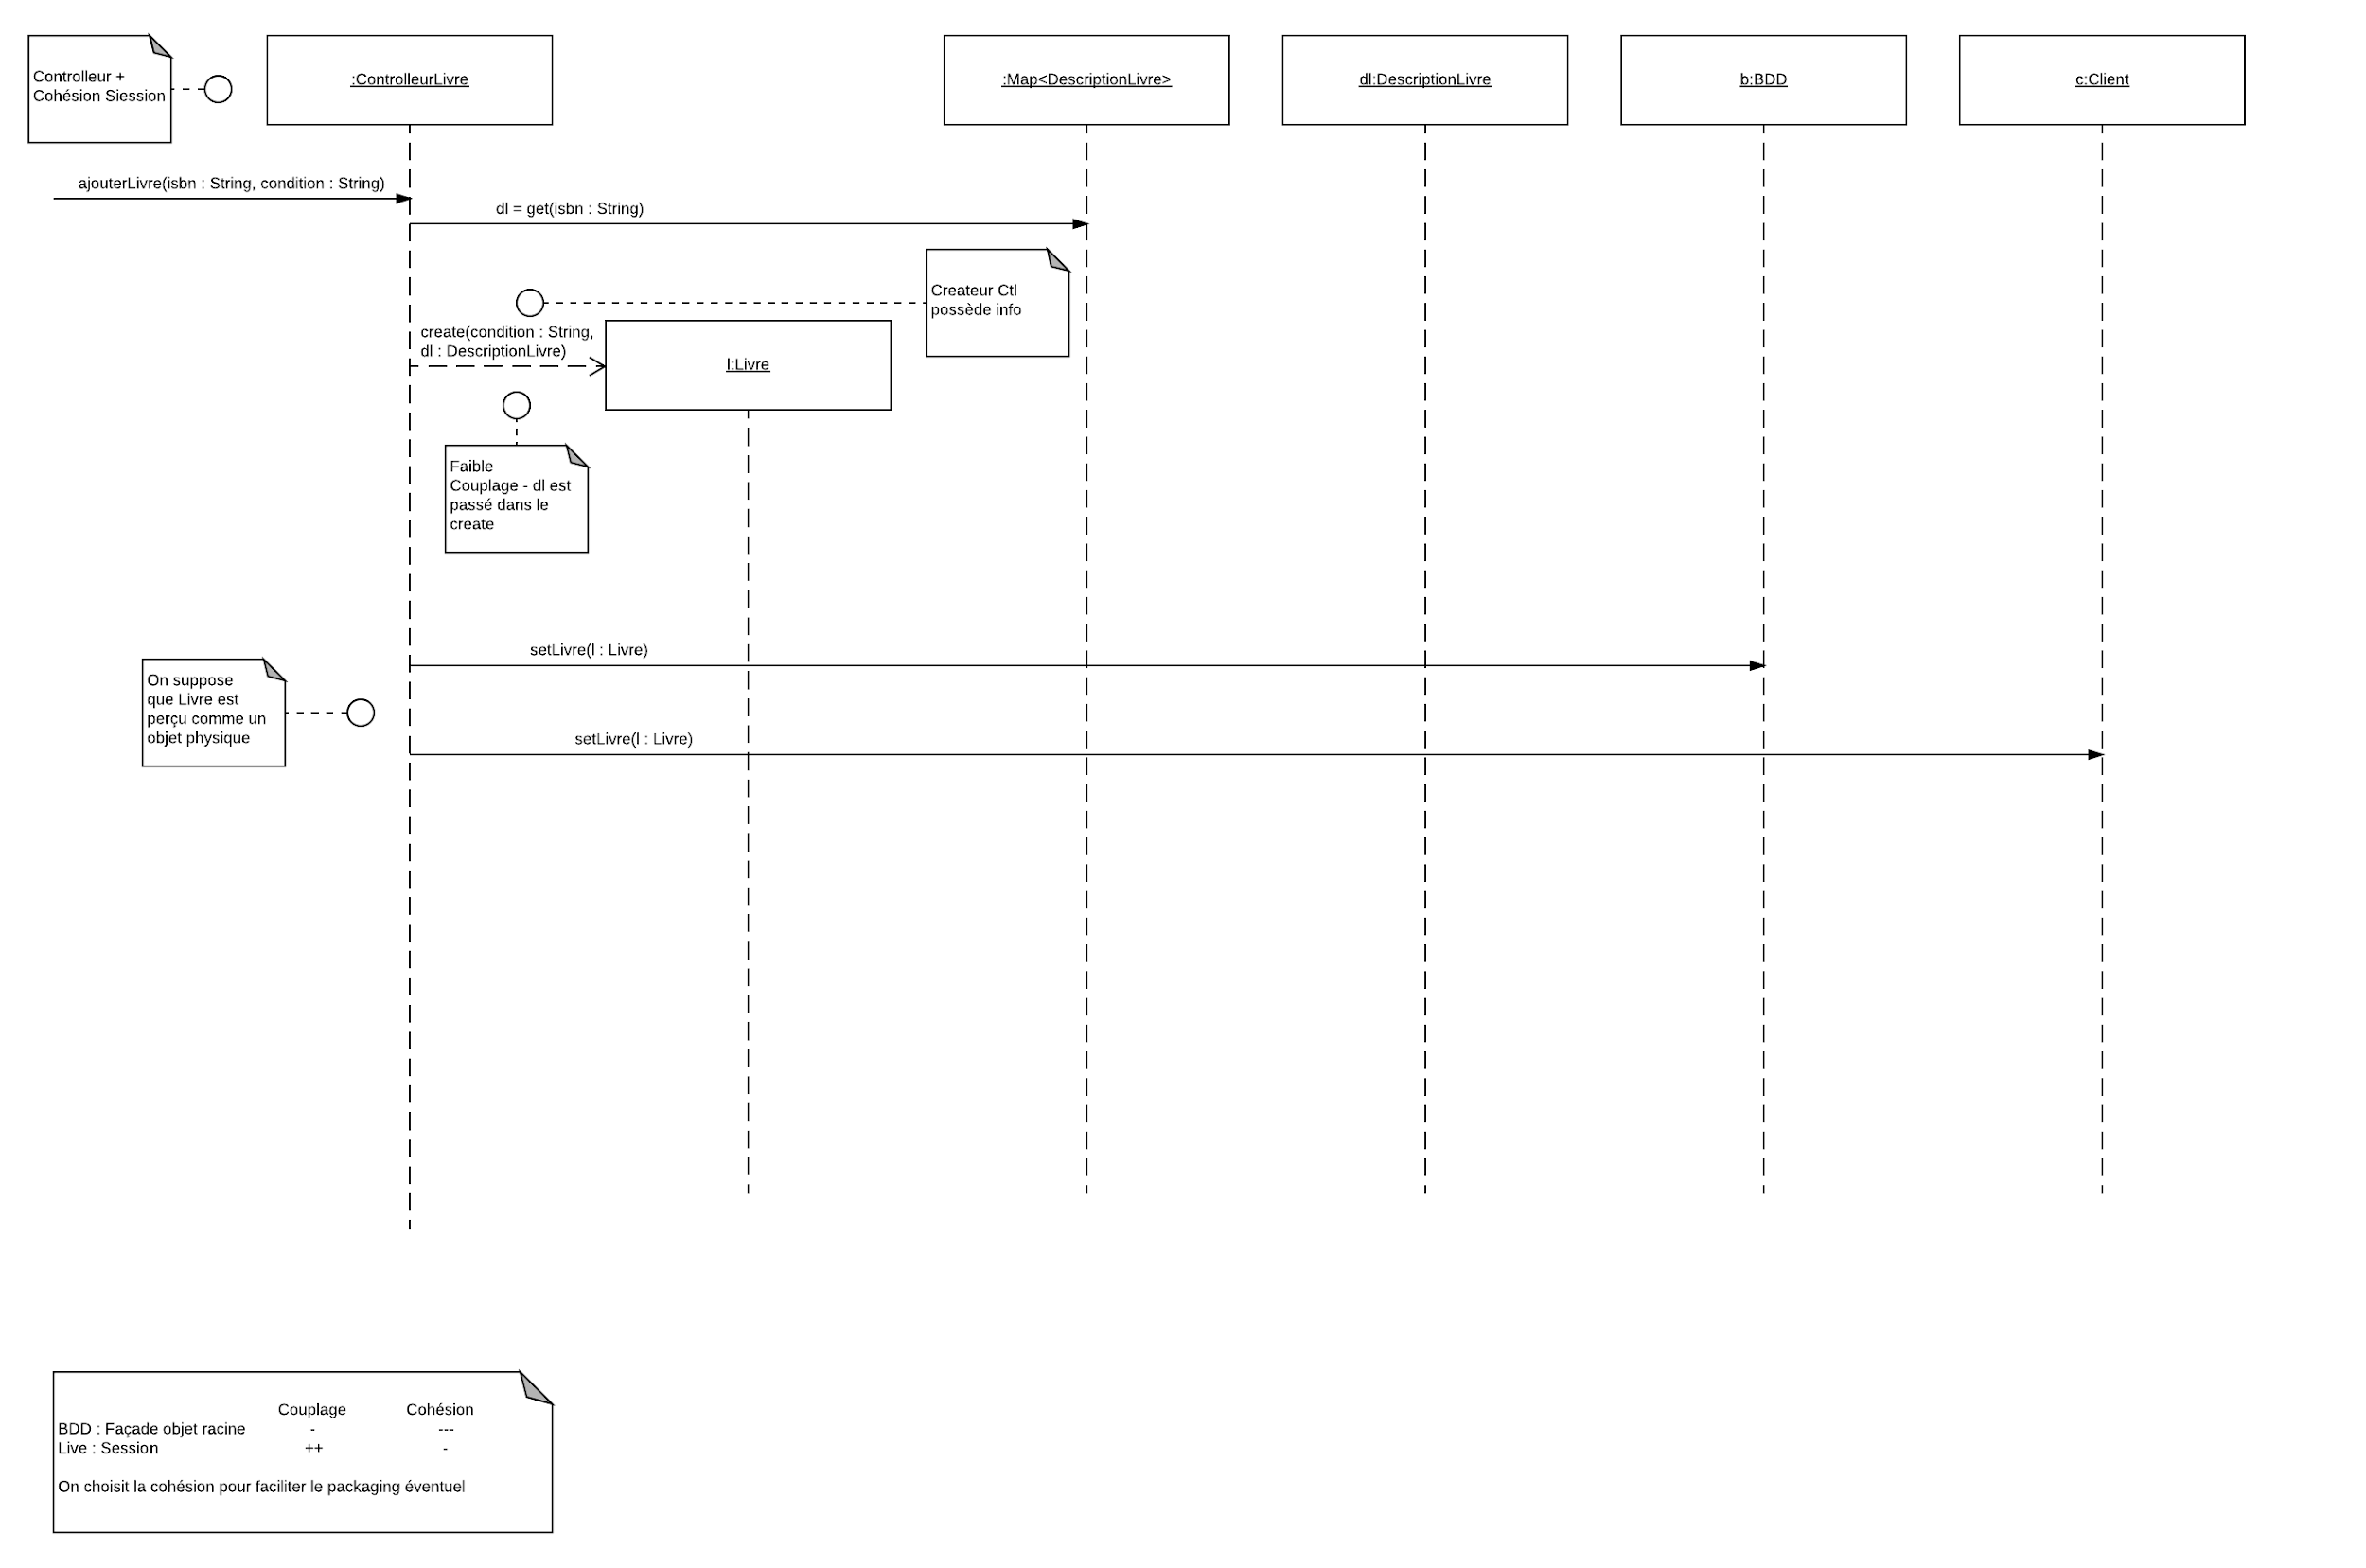 Controlleur +
Cohésion Siession
:ControlleurLivre
:Map<DescriptionLivre>
dl:DescriptionLivre
b:BDD
c:Client
ajouterLivre(isbn : String, condition : String)
dl = get(isbn : String)
Createur Ctl
possède info
create(condition : String,
dl : DescriptionLivre)
l:Livre
Faible
Couplage - dl est
passé dans le
create
setLivre(l : Livre)
On suppose
que Livre est
perçu comme un
objet physique
setLivre(l : Livre)
Couplage Cohésion
BDD : Façade objet racine - ---
Live : Session ++ -
On choisit la cohésion pour faciliter le packaging éventuel